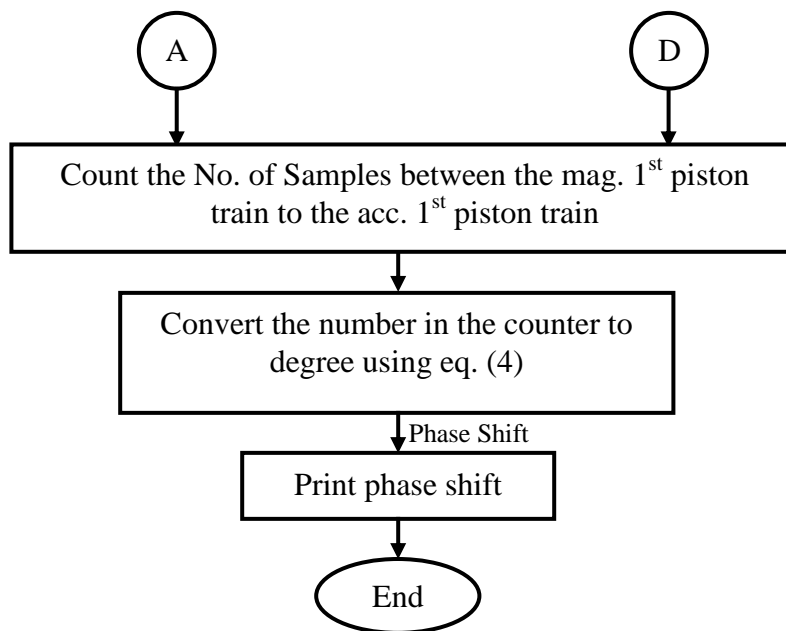 A
D
Count the No. of Samples between the mag. 1st piston
train to the acc. 1st piston train
Convert the number in the counter to
degree using eq. (4)
Phase Shift
Print phase shift
End